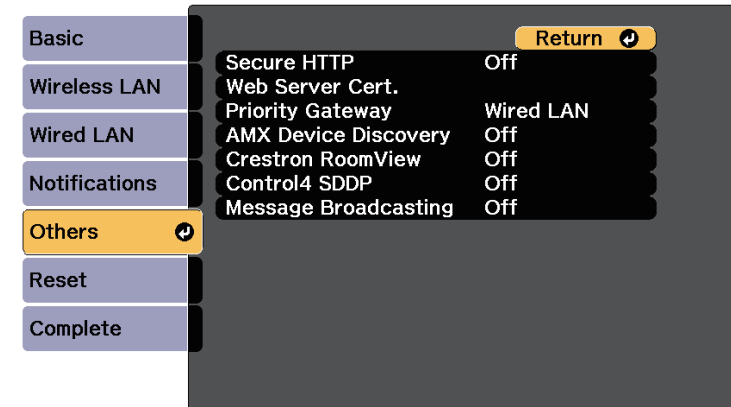 Basic
Wireless LAN
Wired LAN
Notifications
Others
Reset
Complete
Return
Secure HTTP Off
Web Server Cert.
Priority Gateway Wired LAN
AMX Device Discovery Off
Crestron RoomView Off
Control4 SDDP Off
Message Broadcasting Off